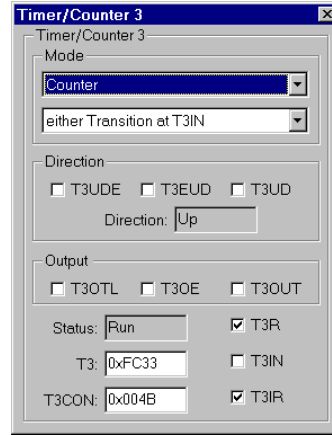 Timer/Counter 3
Timer/Counter 3
Mode
Counter
either Transition at T3IN
Direction
T3UDE T3EUD T3UD
Direction: Up
Output
T3OTL T3OE T3OUT
Status: Run T3R
T3: 0xFC33 T3IN
T3CON: 0x004B T3IR